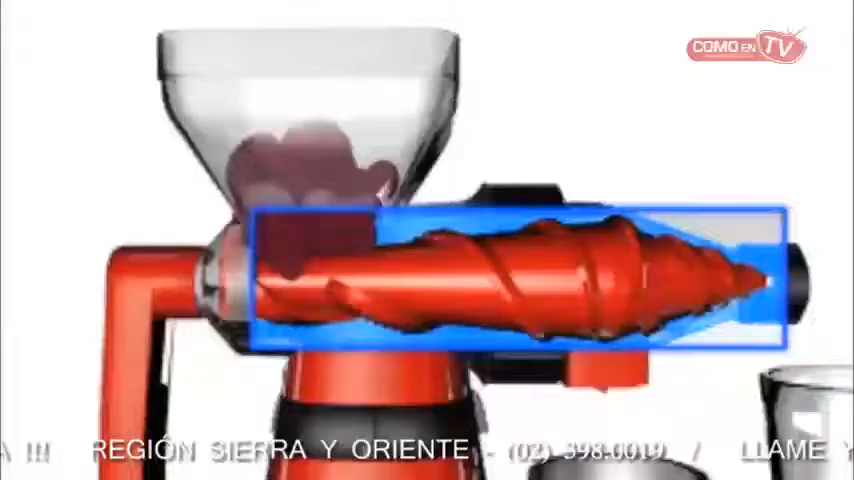 COMO EN TV
A !!! REGIÓN SIERRA Y ORIENTE - (02) 398-0019 / LLAME Y